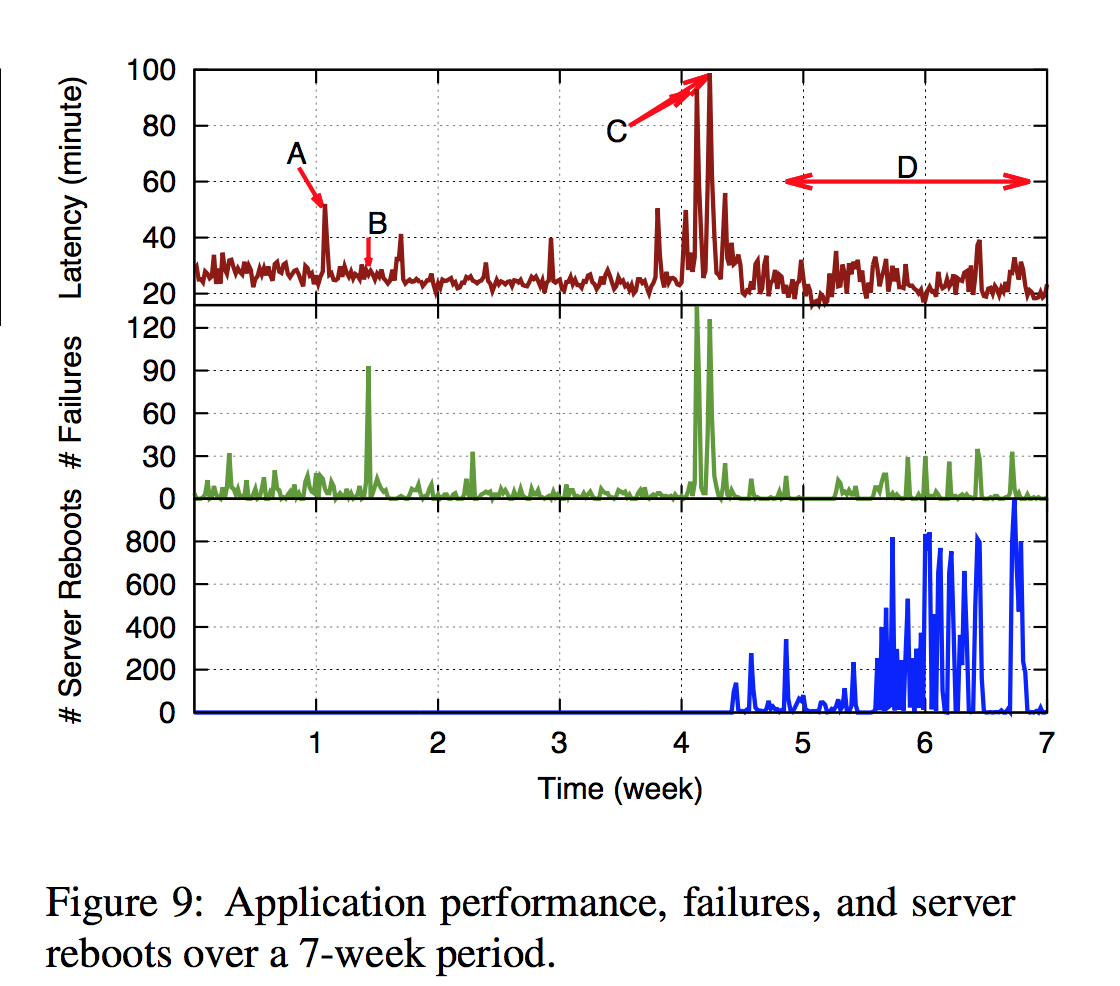 100
80
60
40
20
Latency (minute)
A
B
C
D
120
90
60
30
0
# Failures
800
600
400
200
0
# Server Reboots
1 2 3 4 5 6 7
Time (week)
Figure 9: Application performance, failures, and server
reboots over a 7-week period.